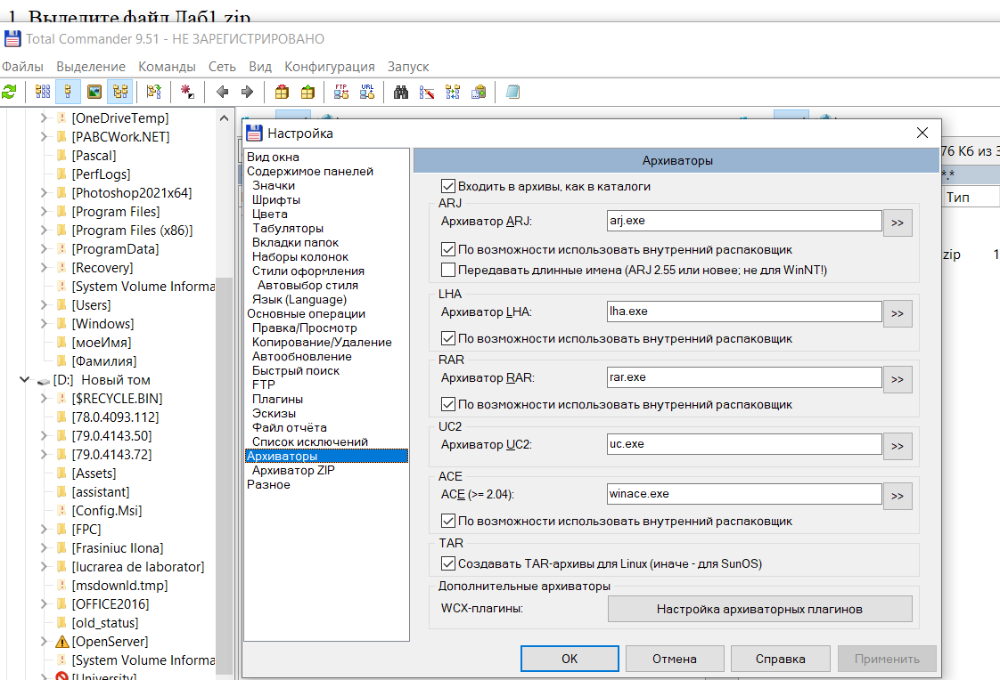 1. Выделите файл Лаб1.zip
Total Commander 9.51 - НЕ ЗАРЕГИСТРИРОВАНО
Файлы Выделение Команды Сеть Вид Конфигурация Запуск
FTP URL
[OneDriveTemp]
[PABCWork.NET]
[Pascal]
[PerfLogs]
[Photoshop2021x64]
[Program Files]
[Program Files (x86)]
[ProgramData]
[Recovery]
[System Volume Informa
[Users]
[Windows]
[моеИмя]
[Фамилия]
[D:] Новый том
[$RECYCLE.BIN]
[78.0.4093.112]
[79.0.4143.50]
[79.0.4143.72]
[Assets]
[assistant]
[Config.Msi]
[FPC]
[Frasiniuc Ilona]
[lucrarea de laborator]
[msdownld.tmp]
[OFFICE2016]
[old_status]
[OpenServer]
[System Volume Informa
[University]
Настройка
Вид окна
Содержимое панелей
Значки
Шрифты
Цвета
Табуляторы
Вкладки папок
Наборы колонок
Стили оформления
Автовыбор стиля
Язык (Language)
Основные операции
Правка/Просмотр
Копирование/Удаление
Автообновление
Быстрый поиск
FTP
Плагины
Эскизы
Файл отчёта
Список исключений
Архиваторы
Архиватор ZIP
Разное
Архиваторы
Входить в архивы, как в каталоги
ARJ
Архиватор ARJ: arj.exe >>
По возможности использовать внутренний распаковщик
Передавать длинные имена (ARJ 2.55 или новее; не для WinNT!)
LHA
Архиватор LHA: lha.exe >>
По возможности использовать внутренний распаковщик
RAR
Архиватор RAR: rar.exe >>
По возможности использовать внутренний распаковщик
UC2
Архиватор UC2: uc.exe >>
ACE
ACE (>= 2.04): winace.exe >>
По возможности использовать внутренний распаковщик
TAR
Создавать TAR-архивы для Linux (иначе - для SunOS)
Дополнительные архиваторы
WCX-плагины: Настройка архиваторных плагинов
OK Отмена Справка Применить
76 Кб из
*.*
Тип
zip 1